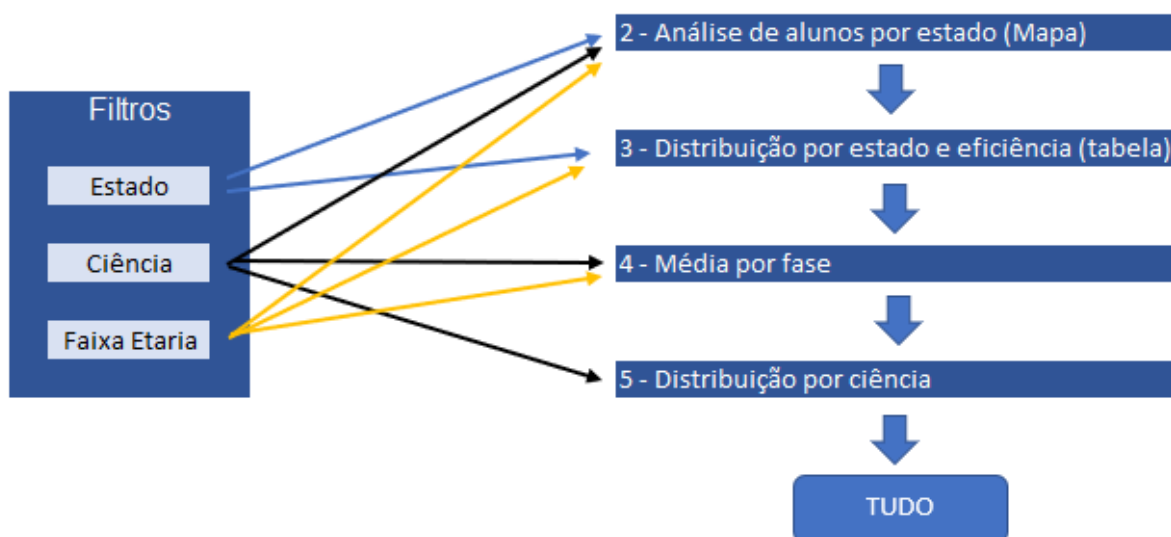 Filtros
Estado
Ciência
Faixa Etaria
2 - Análise de alunos por estado (Mapa)
3 - Distribuição por estado e eficiência (tabela)
4 - Média por fase
5 - Distribuição por ciência
TUDO